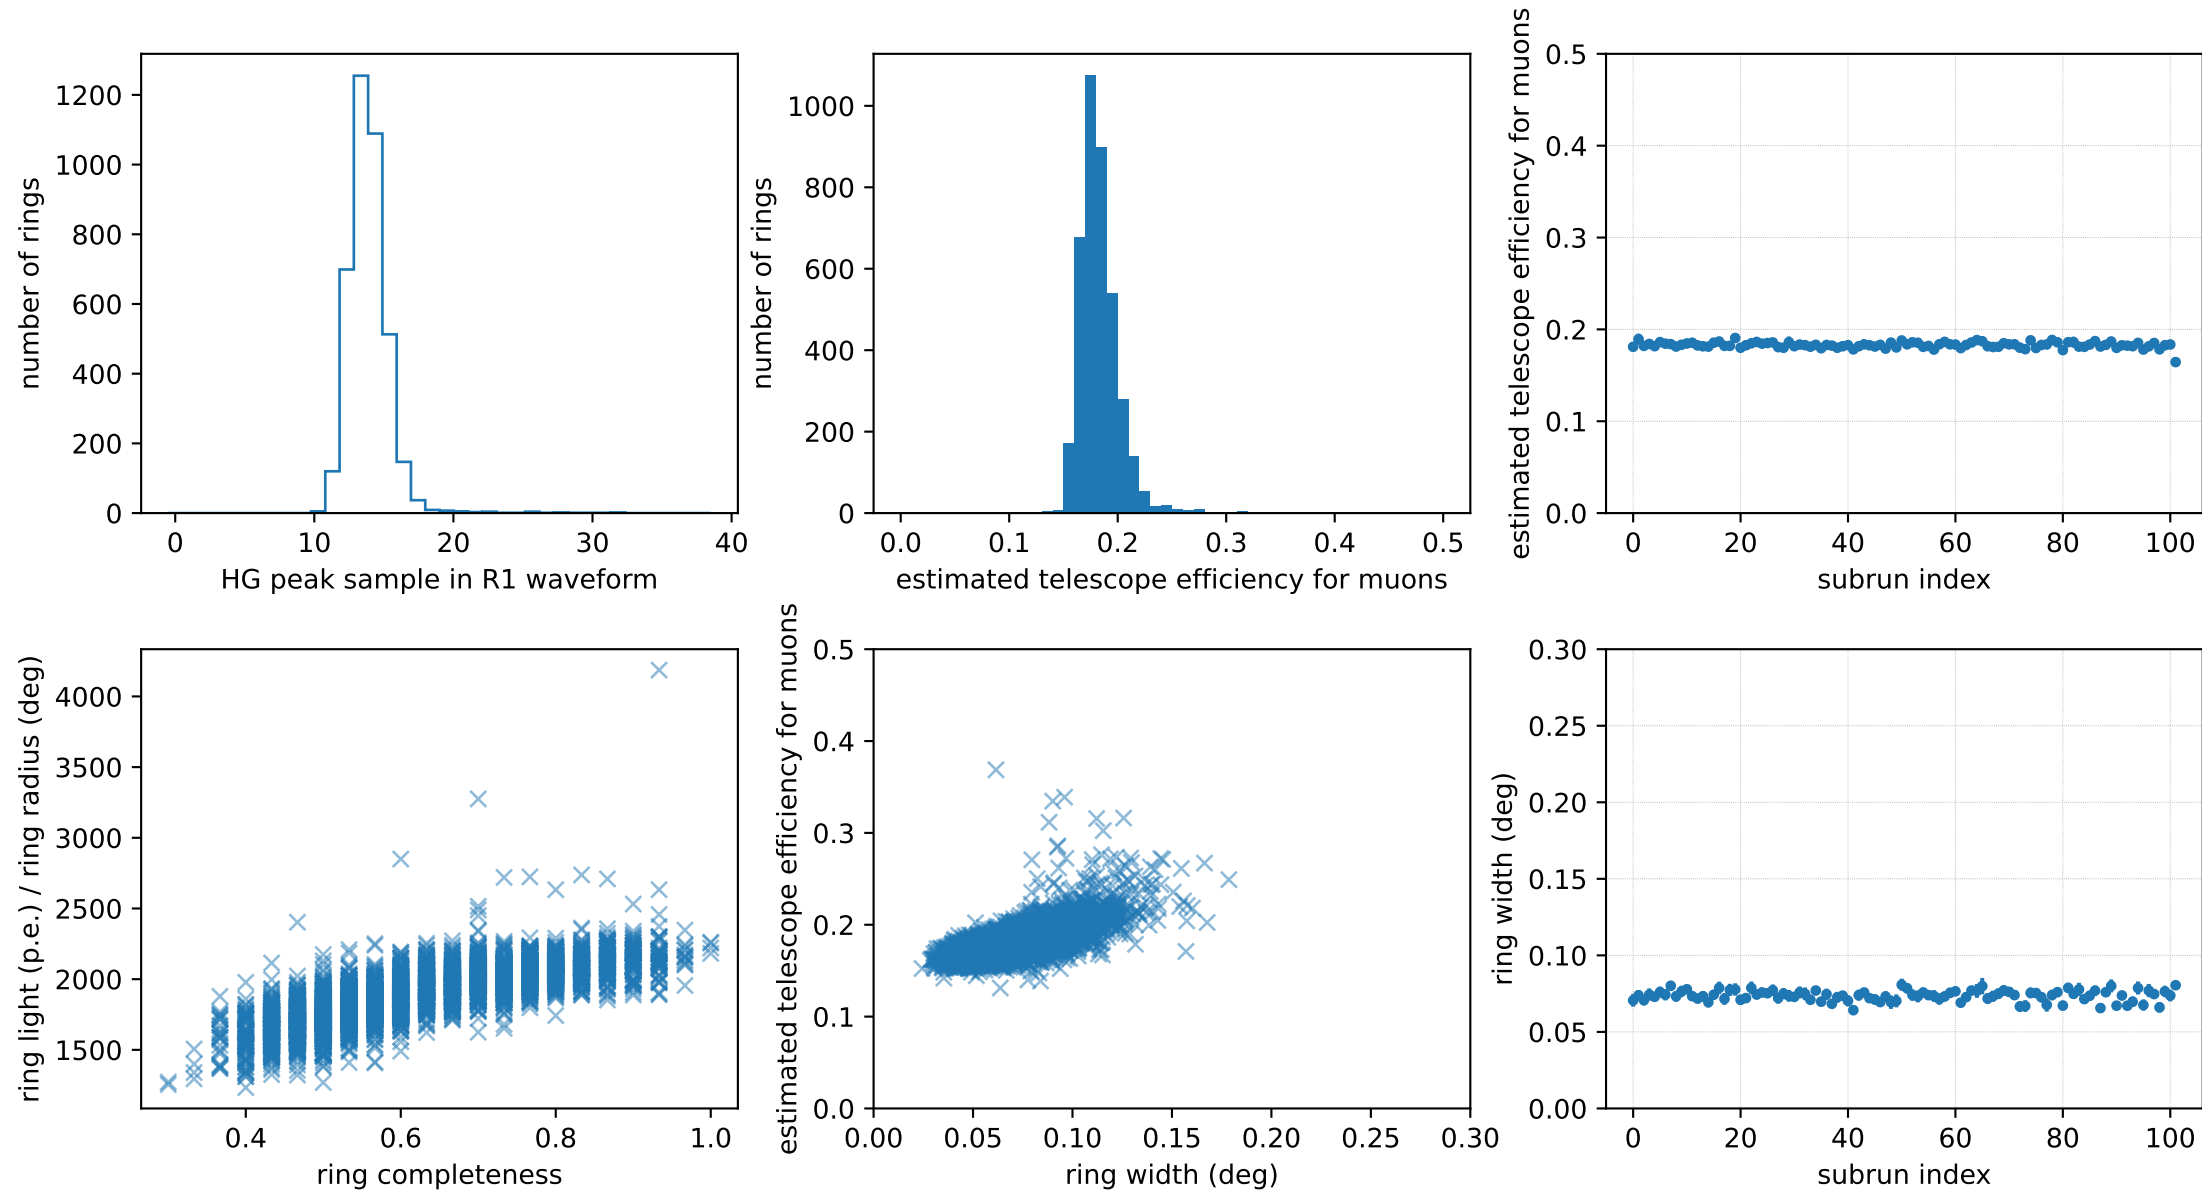 number of rings
1200
1000
800
600
400
200
0
0 10 20 30 40
HG peak sample in R1 waveform
number of rings
1000
800
600
400
200
0
0.0 0.1 0.2 0.3 0.4 0.5
estimated telescope efficiency for muons
estimated telescope efficiency for muons
0.5
0.4
0.3
0.2
0.1
0.0
0 20 40 60 80 100
subrun index
ring light (p.e.) / ring radius (deg)
4000
3500
3000
2500
2000
1500
0.4 0.6 0.8 1.0
ring completeness
estimated telescope efficiency for muons
0.5
0.4
0.3
0.2
0.1
0.0
0.00 0.05 0.10 0.15 0.20 0.25 0.30
ring width (deg)
ring width (deg)
0.30
0.25
0.20
0.15
0.10
0.05
0.00
0 20 40 60 80 100
subrun index